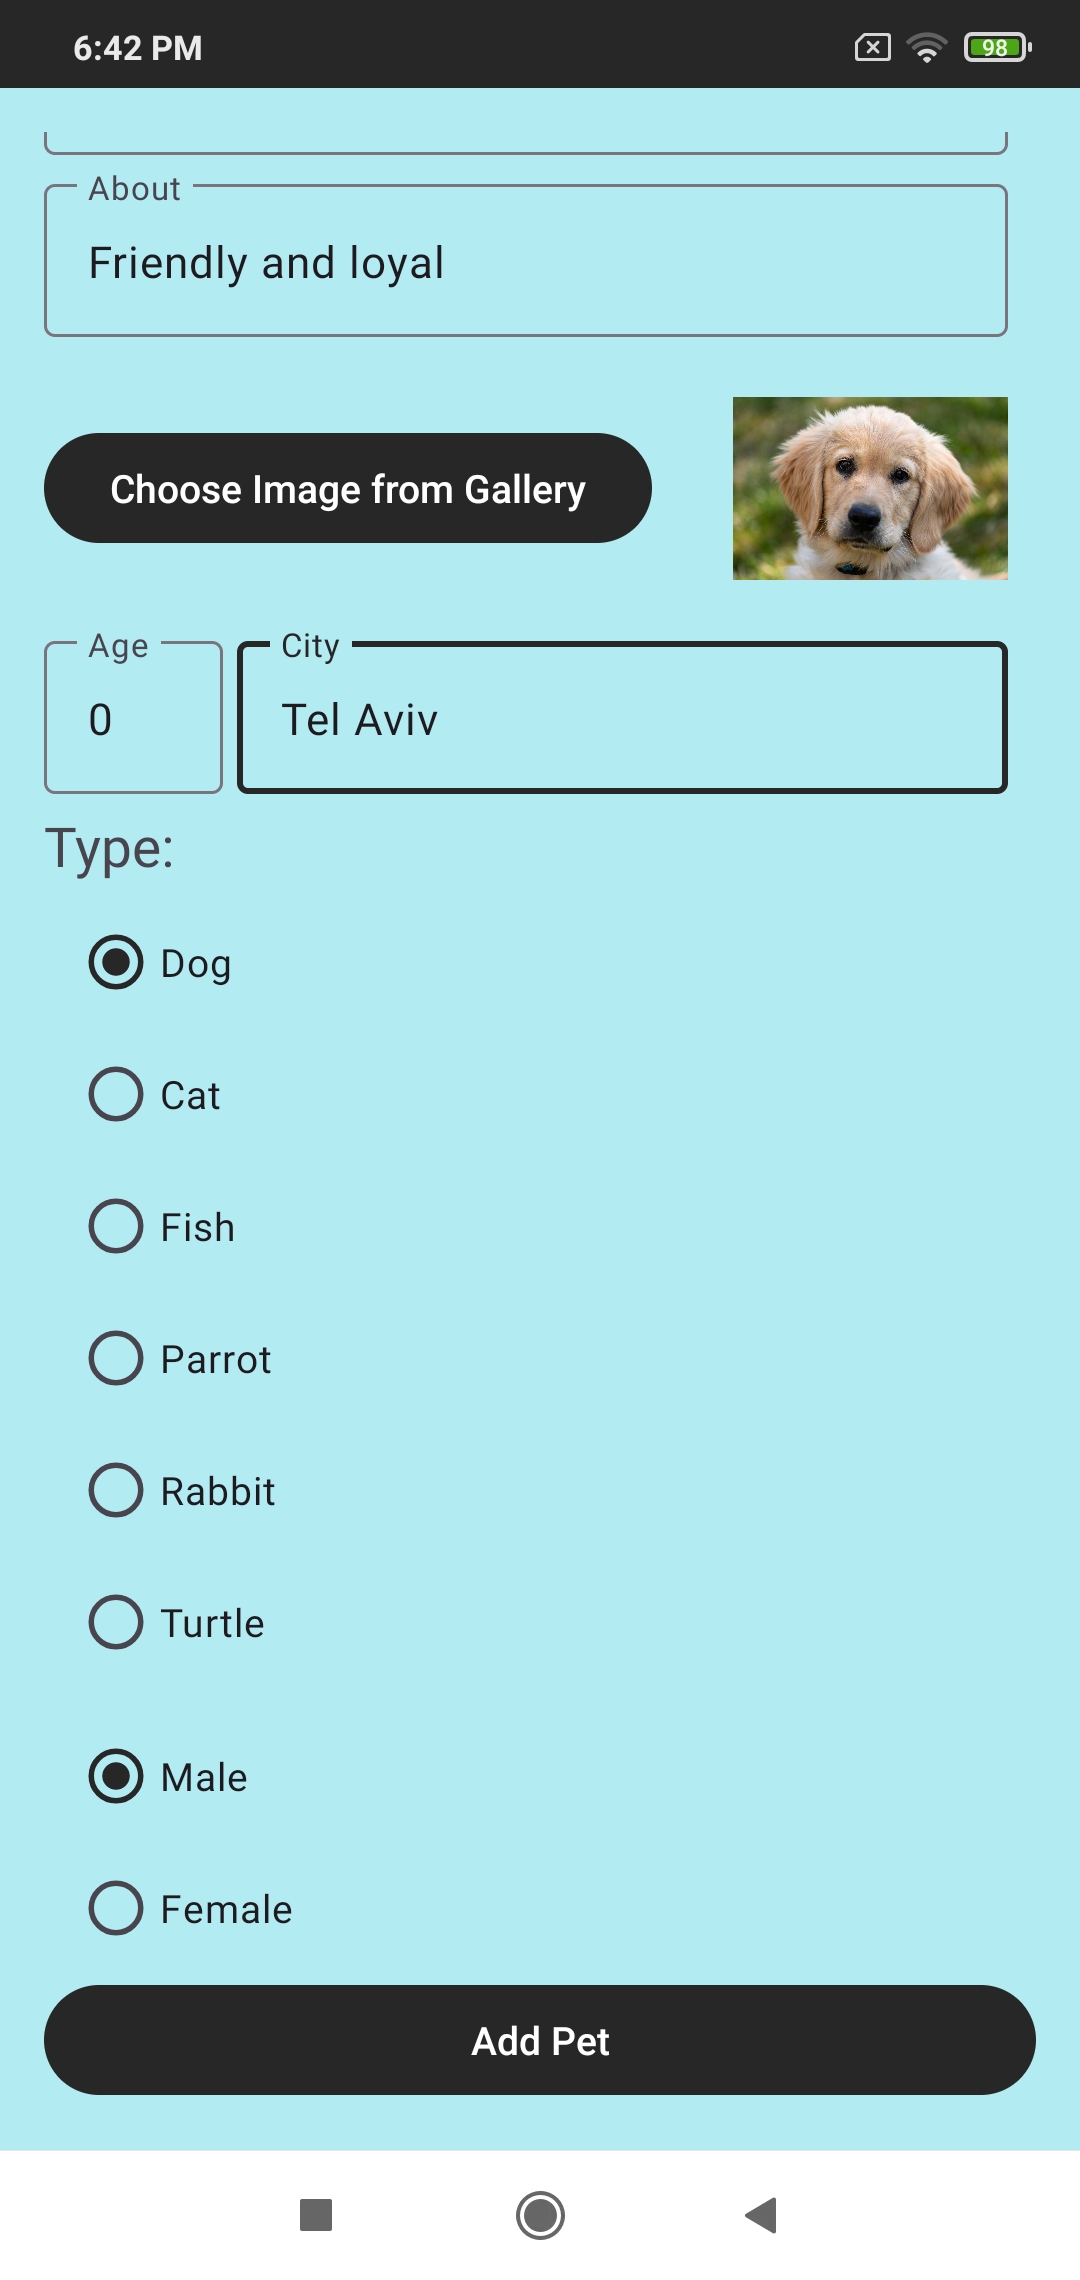 6:42 PM
98
About
Friendly and loyal
Choose Image from Gallery
Age
City
0
Tel Aviv
Type:
Dog
Cat
Fish
Parrot
Rabbit
Turtle
Male
Female
Add Pet